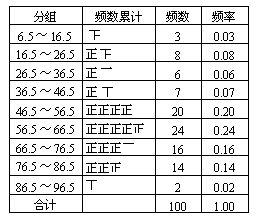 分组 频数累计 频数 频率
6.5～16.5 𠄟 3 0.03
16.5～26.5 正𠄟 8 0.08
26.5～36.5 正一 6 0.06
36.5～46.5 正丅 7 0.07
46.5～56.5 正正正正 20 0.20
56.5～66.5 正正正正𤴓 24 0.24
66.5～76.5 正正正一 16 0.16
76.5～86.5 正正𤴓 14 0.14
86.5～96.5 丅 2 0.02
合计 100 1.00